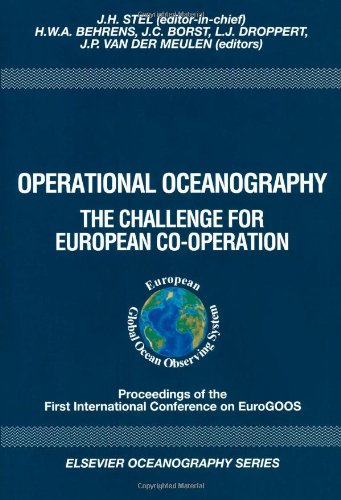 J.H. STEL (editor-in-chief)
H.W.A. BEHRENS, J.C. BORST, L.J. DROPPERT,
J.P. VAN DER MEULEN (editors)
OPERATIONAL OCEANOGRAPHY
THE CHALLENGE FOR
EUROPEAN CO-OPERATION
European
Global Ocean Observing System
Proceedings of the
First International Conference on EuroGOOS
ELSEVIER OCEANOGRAPHY SERIES